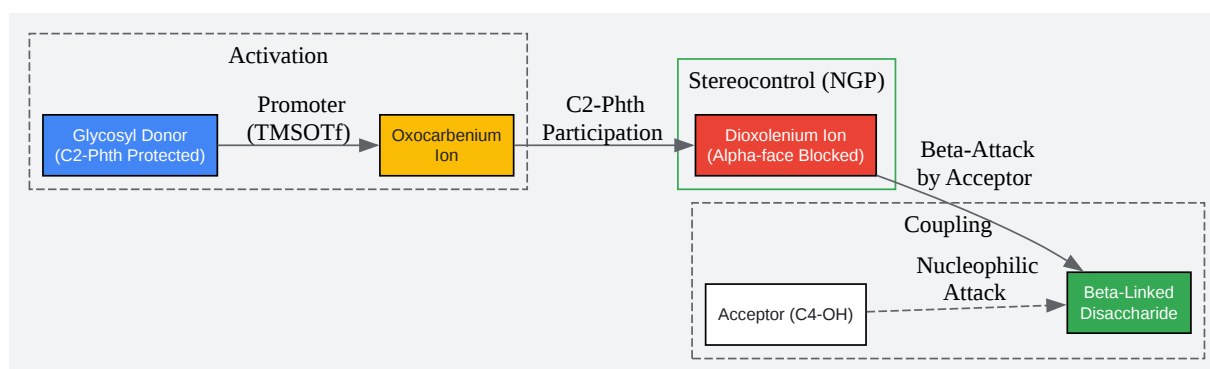 Activation
Promoter
(TMSOTf)
Glycosyl Donor
(C2-Phth Protected)
Oxocarbenium
Ion
C2-Phth
Participation
Stereocontrol (NGP)
Dioxolenium Ion
(Alpha-face Blocked)
Beta-Attack
by Acceptor
Coupling
Nucleophilic
Attack
Acceptor (C4-OH)
Beta-Linked
Disaccharide